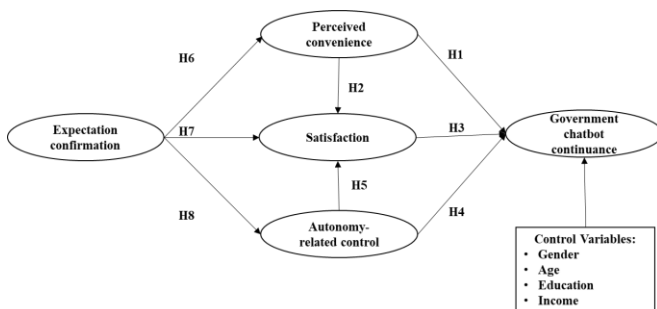 Perceived
convenience
H6
H1
H2
Expectation
confirmation
H7
Satisfaction
H3
Government
chatbot
continuance
H5
H8
H4
Autonomy-
related control
Control Variables:
• Gender
• Age
• Education
• Income